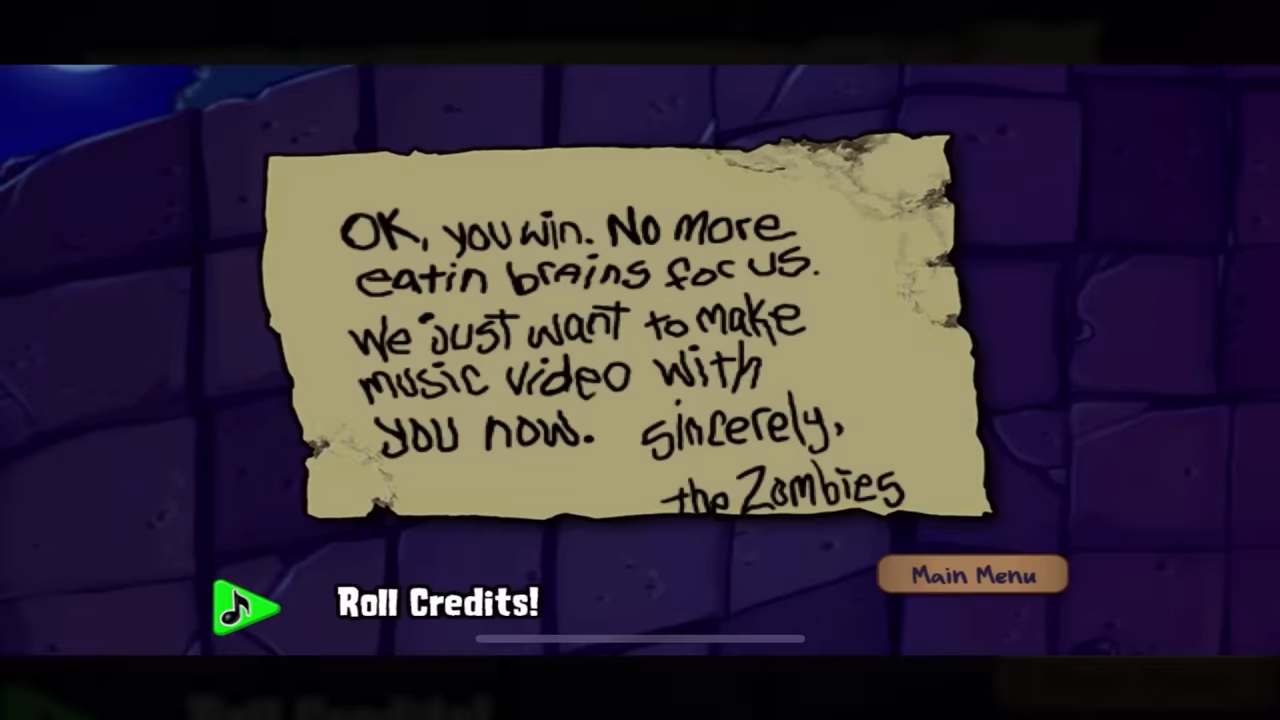 OK, you win. No more
eatin brains for us.
We just want to make
music video with
you now. sincerely,
the Zombies
Main Menu
Roll Credits!